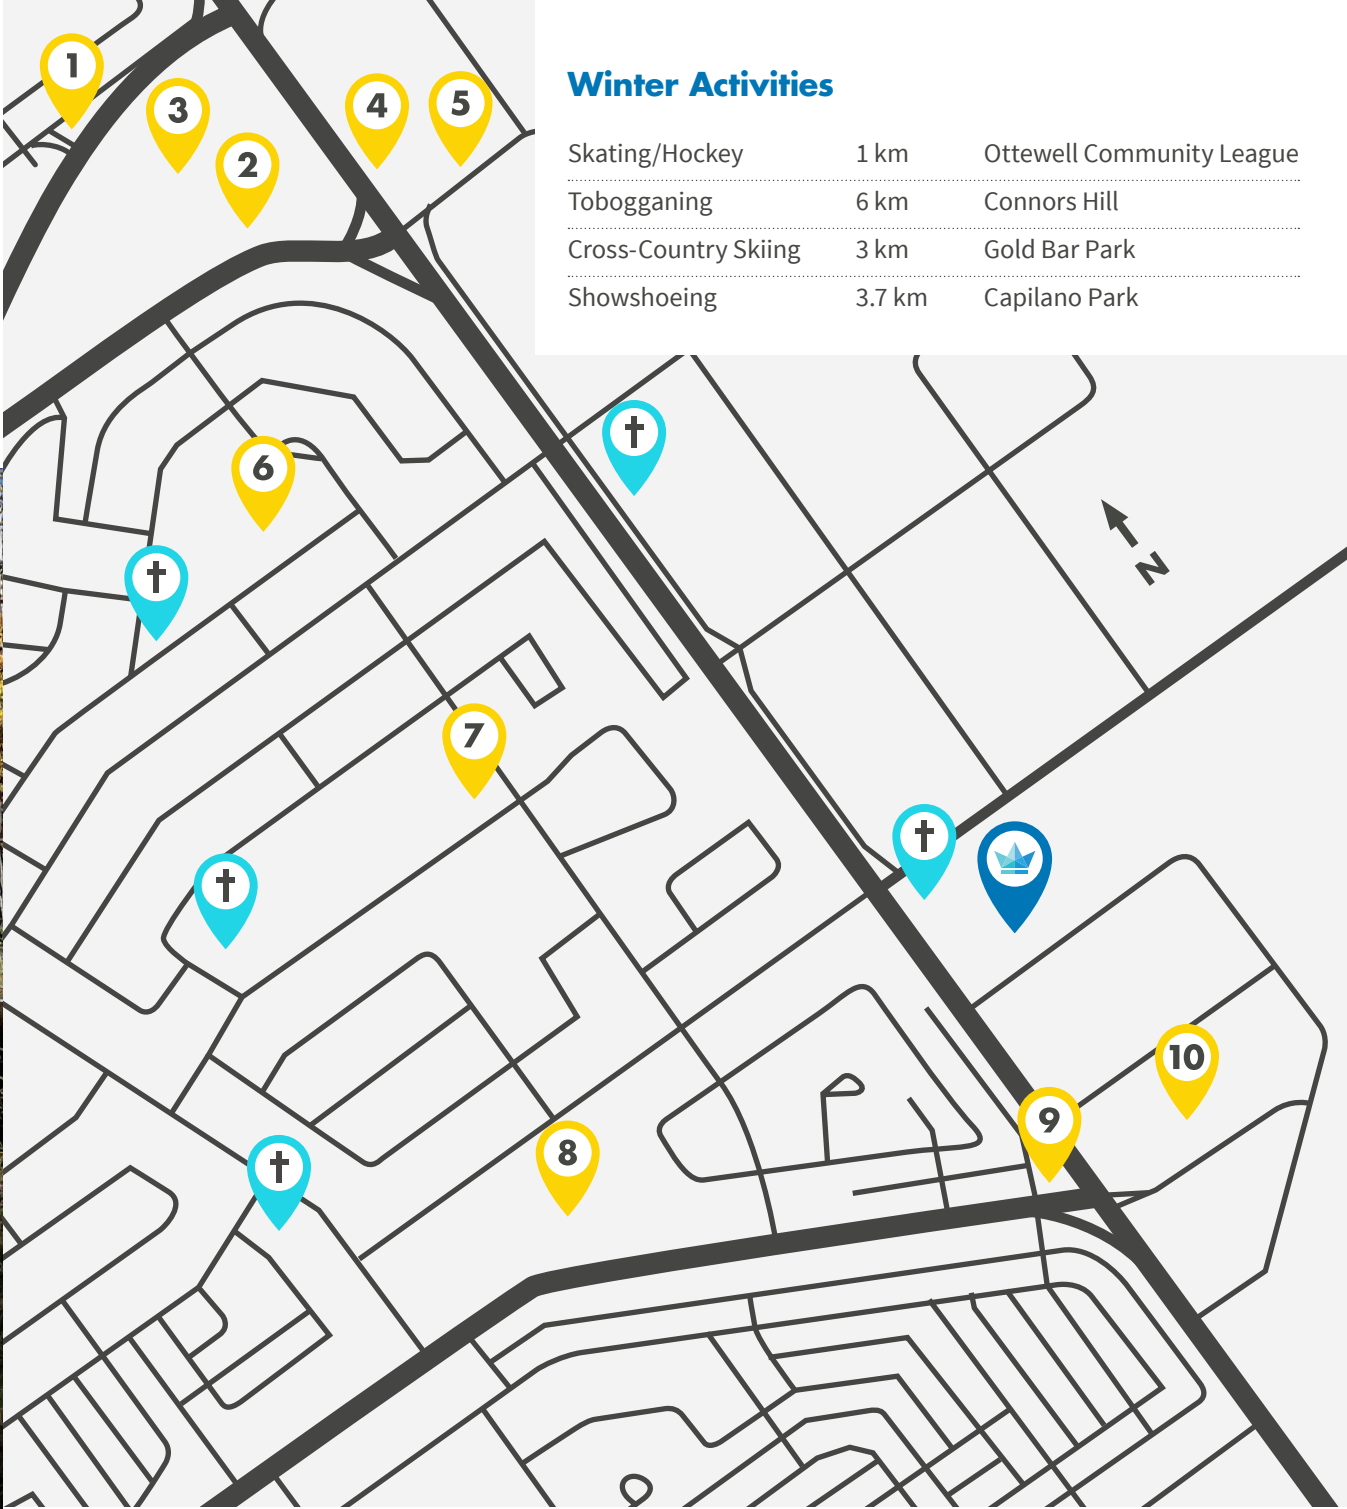 Winter Activities
Skating/Hockey 1 km Ottewell Community League
Tobogganing 6 km Connors Hill
Cross-Country Skiing 3 km Gold Bar Park
Showshoeing 3.7 km Capilano Park
1
3
2
4
5
6
N
7
10
9
8